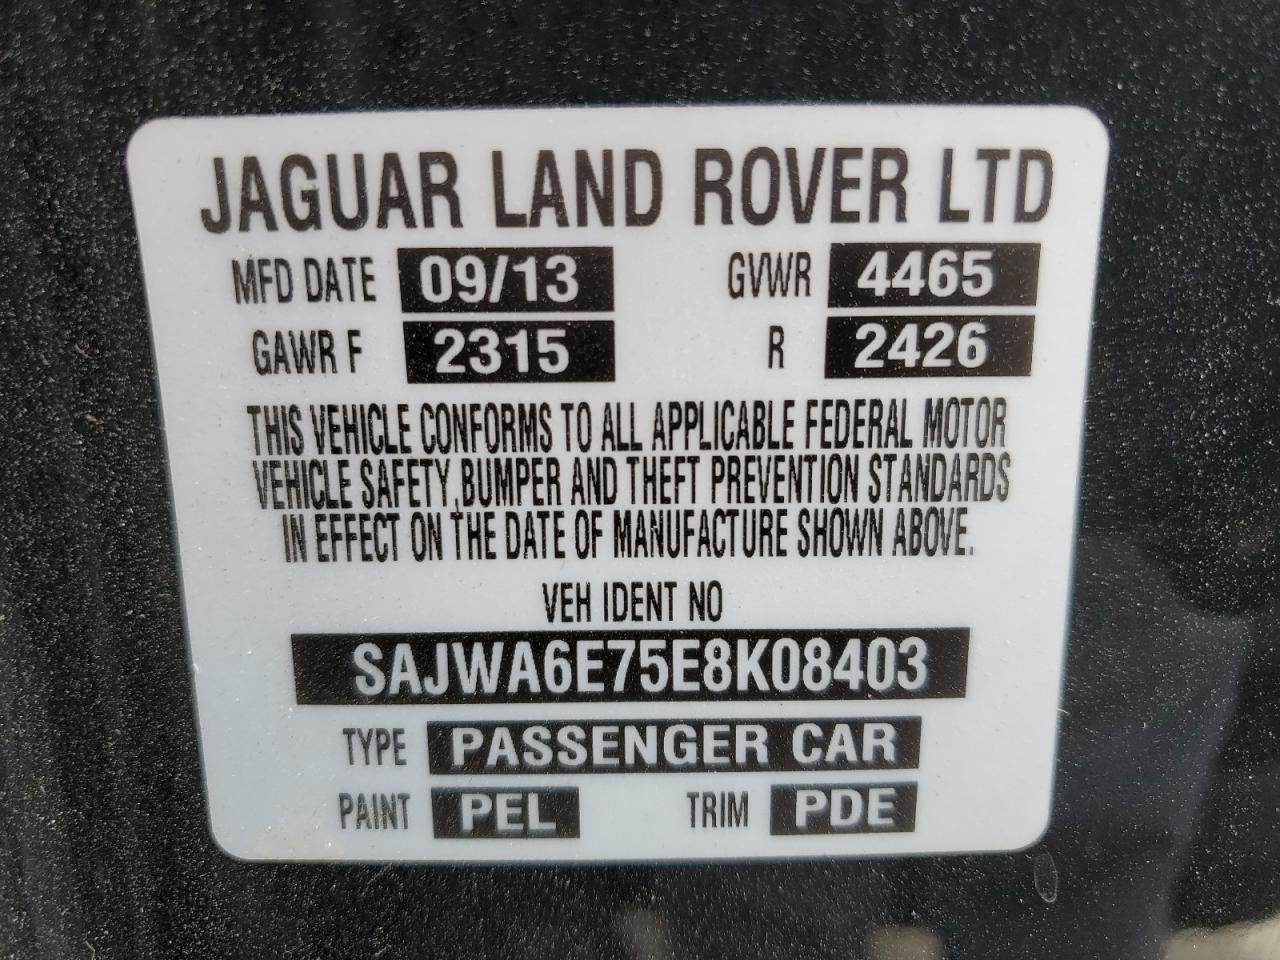 JAGUAR LAND ROVER LTD
MFD DATE 09/13 GVWR 4465
GAWR F 2315 R 2426
THIS VEHICLE CONFORMS TO ALL APPLICABLE FEDERAL MOTOR
VEHICLE SAFETY,BUMPER AND THEFT PREVENTION STANDARDS
IN EFFECT ON THE DATE OF MANUFACTURE SHOWN ABOVE.
VEH IDENT NO
SAJWA6E75E8K08403
TYPE PASSENGER CAR
PAINT PEL TRIM PDE